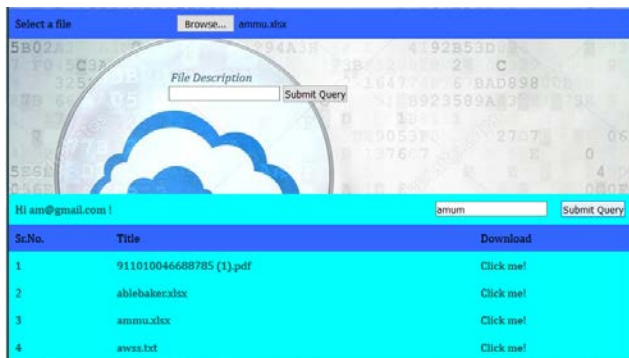 Select a file Browse... ammu.xlsx
File Description
Submit Query
Hi am@gmail.com ! amum Submit Query
Sr.No. Title Download
1 911010046688785 (1).pdf Click me!
2 ablebaker.xlsx Click me!
3 ammu.xlsx Click me!
4 awss.txt Click me!